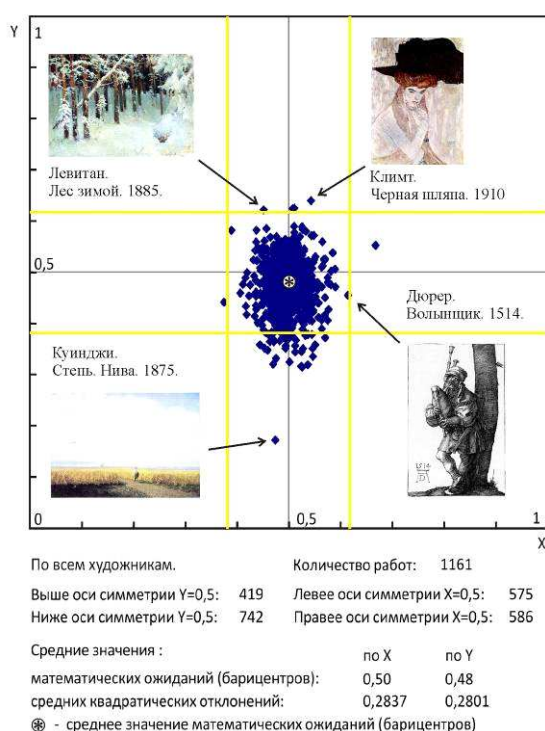 Y
1
Левитан.
Лес зимой. 1885.
Климт.
Черная шляпа. 1910
0,5
Дюрер.
Волынщик. 1514.
Куинджи.
Степь. Нива. 1875.
0
0,5
1
X
По всем художникам.
Количество работ: 1161
Выше оси симметрии Y=0,5: 419
Левее оси симметрии X=0,5: 575
Ниже оси симметрии Y=0,5: 742
Правее оси симметрии X=0,5: 586
Средние значения :
по X по Y
математических ожиданий (барицентров): 0,50 0,48
средних квадратических отклонений: 0,2837 0,2801
- среднее значение математических ожиданий (барицентров)